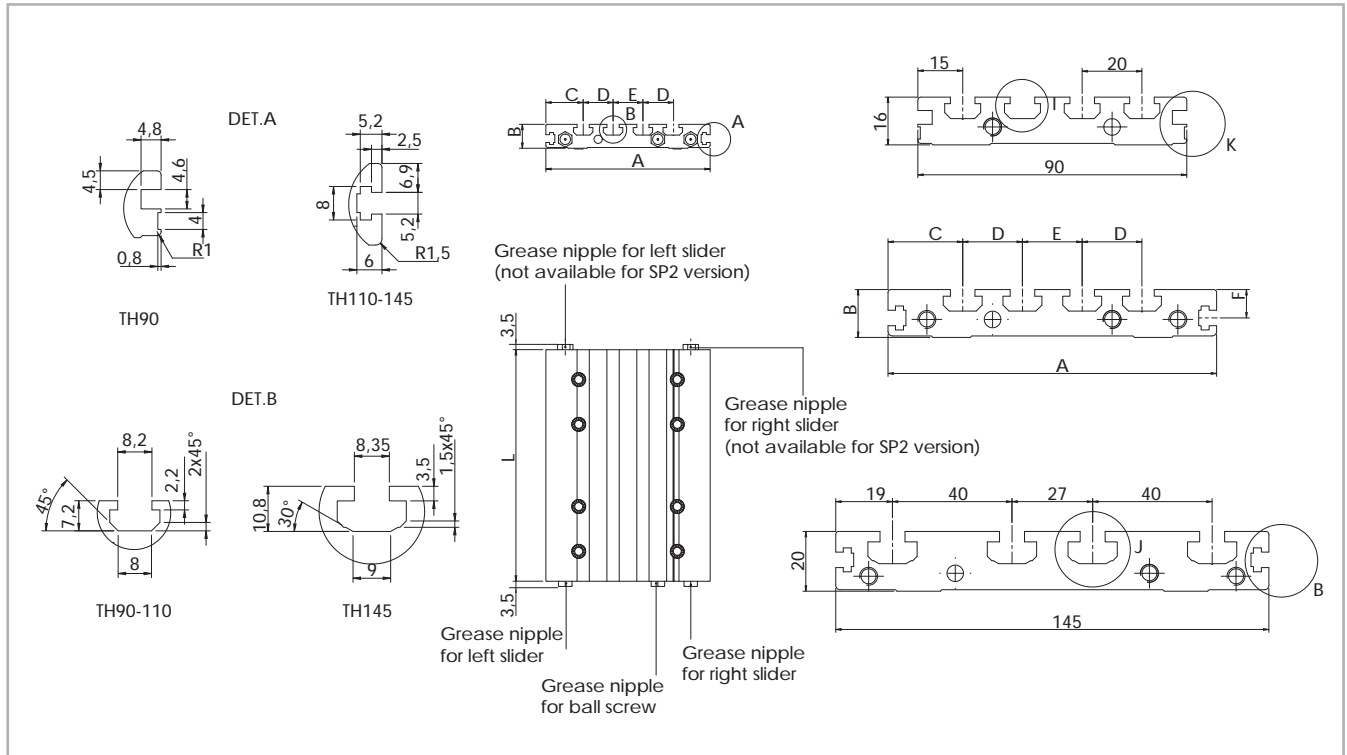 DET.A
4,8
4,5
4,6
4
R1
0,8
TH90
5,2
2,5
6,9
8
5,2
R1,5
6
TH110-145
C
D
E
D
B
B
A
A
15
20
I
16
K
90
C
D
E
D
B
F
A
Grease nipple for left slider
(not available for SP2 version)
3,5
L
3,5
Grease nipple
for right slider
(not available for SP2 version)
Grease nipple
for left slider
Grease nipple
for ball screw
Grease nipple
for right slider
DET.B
8,2
2,2
2x45°
45°
7,2
8
TH90-110
8,35
3,5
1,5x45°
10,8
30°
9
TH145
19
40
27
40
J
20
B
145